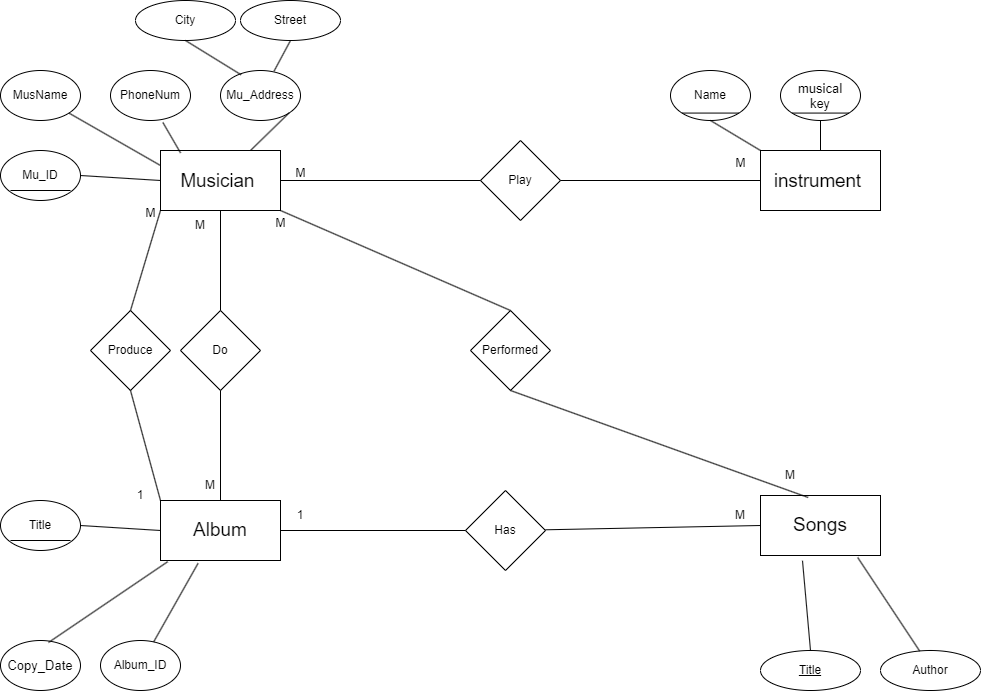 City
Street
MusName
PhoneNum
Mu_Address
Name
musical
key
Mu_ID
Musician
M
Play
M
instrument
M
M
M
Produce
Do
Performed
1
M
M
Title
Album
1
Has
M
Songs
Copy_Date
Album_ID
Title
Author